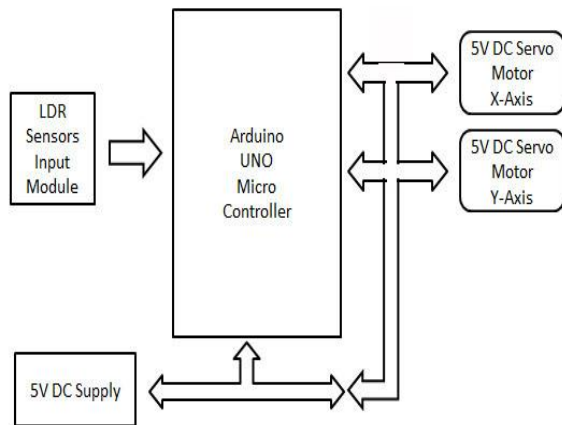 LDR
Sensors
Input
Module
Arduino
UNO
Micro
Controller
5V DC Servo
Motor
X-Axis
5V DC Servo
Motor
Y-Axis
5V DC Supply